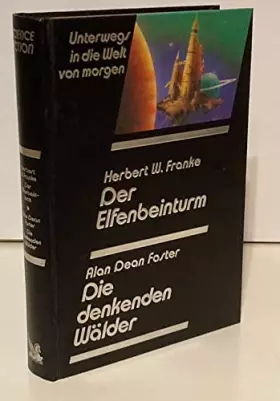 Unterwegs
in die Welt
von morgen
Herbert W. Franke
Der
Elfenbeinturm
Alan Dean Foster
Die
denkenden
Wälder